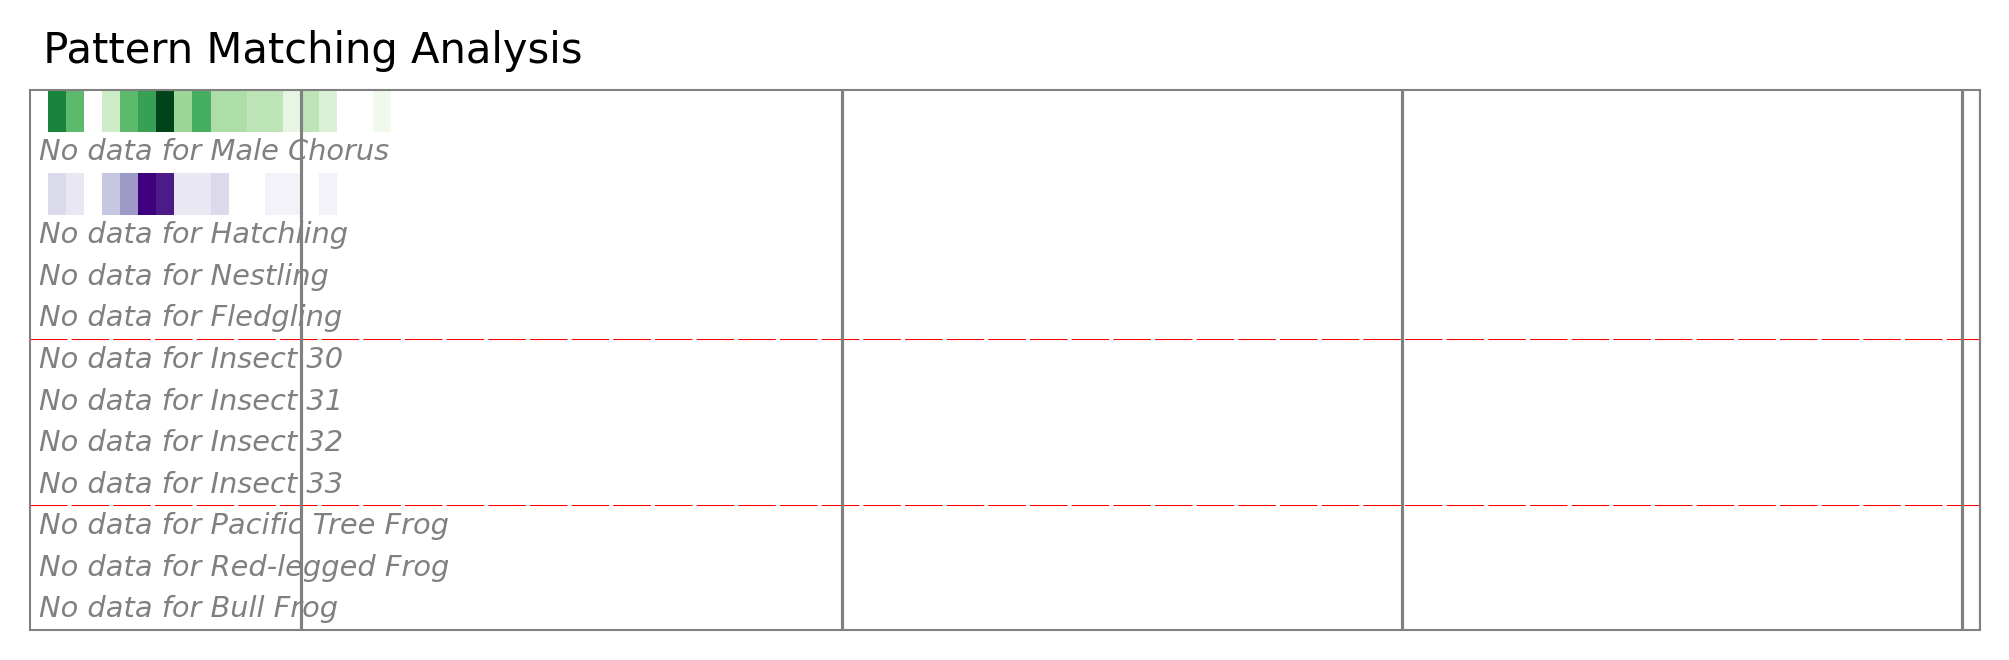 Pattern Matching Analysis
No data for Male Chorus
No data for Hatchling
No data for Nestling
No data for Fledgling
No data for Insect 30
No data for Insect 31
No data for Insect 32
No data for Insect 33
No data for Pacific Tree Frog
No data for Red-legged Frog
No data for Bull Frog